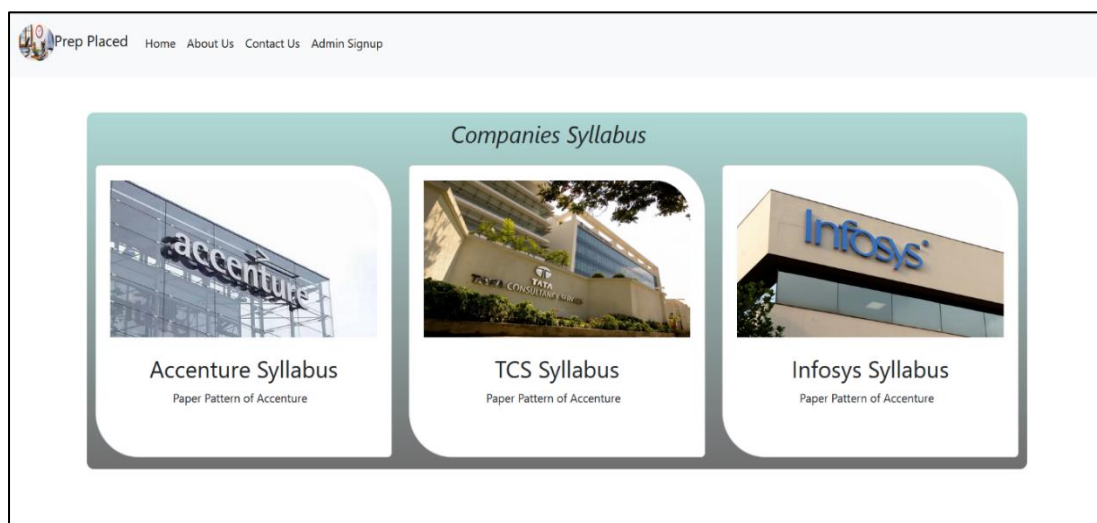 Prep Placed Home About Us Contact Us Admin Signup
Companies Syllabus
accenture
TATA
CONSULTANCY
Infosys
Accenture Syllabus
TCS Syllabus
Infosys Syllabus
Paper Pattern of Accenture
Paper Pattern of Accenture
Paper Pattern of Accenture